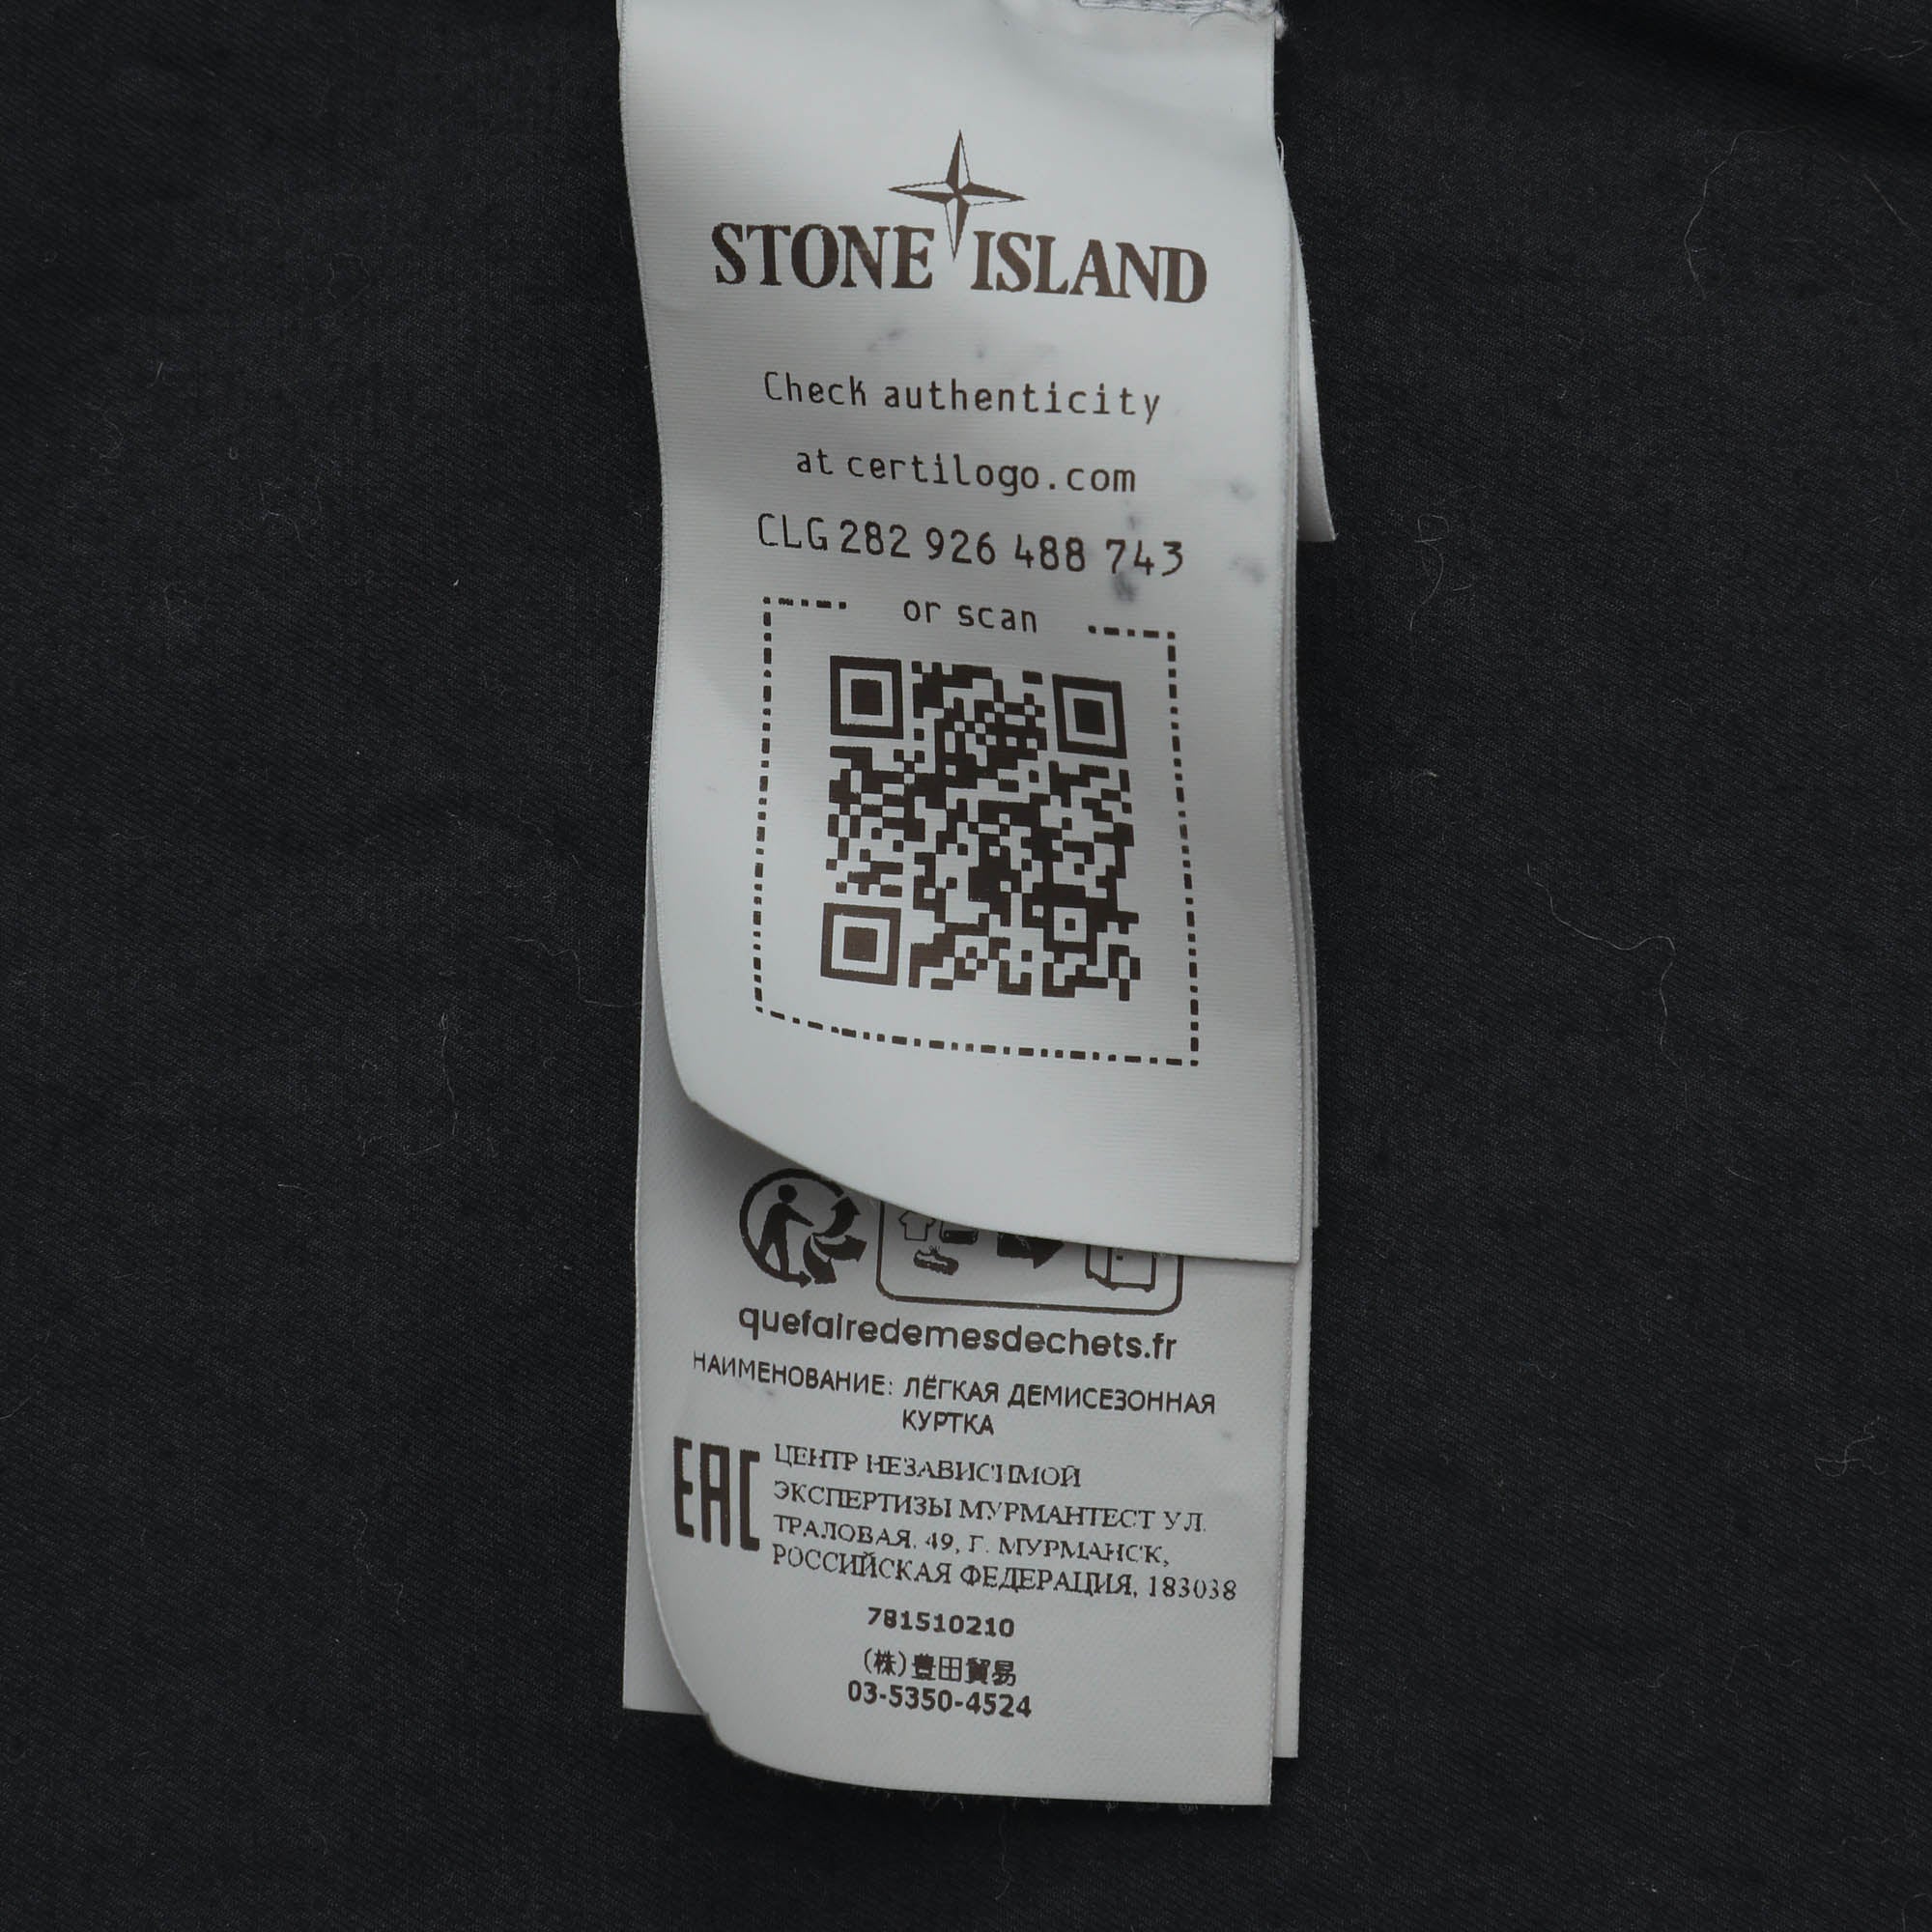 STONE ISLAND
Check authenticity
at certilogo.com
CLG 282 926 488 743
or scan
quefairedemesdechets.fr
НАИМЕНОВАНИЕ: ЛЁГКАЯ ДЕМИСЕЗОННАЯ
КУРТКА
EAC
ЦЕНТР НЕЗАВИСИМОЙ
ЭКСПЕРТИЗЫ МУРМАНТЕСТ УЛ.
ТРАЛОВАЯ, 49, Г. МУРМАНСК,
РОССИЙСКАЯ ФЕДЕРАЦИЯ, 183038
781510210
(株)豊田貿易
03-5350-4524